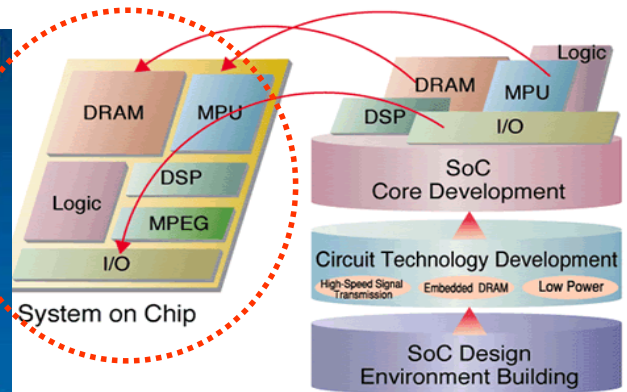 DRAM
MPU
Logic
DSP
MPEG
I/O
System on Chip
Logic
DRAM
MPU
DSP
I/O
SoC
Core Development
Circuit Technology Development
High-Speed Signal
Transmission
Embedded DRAM
Low Power
SoC Design
Environment Building